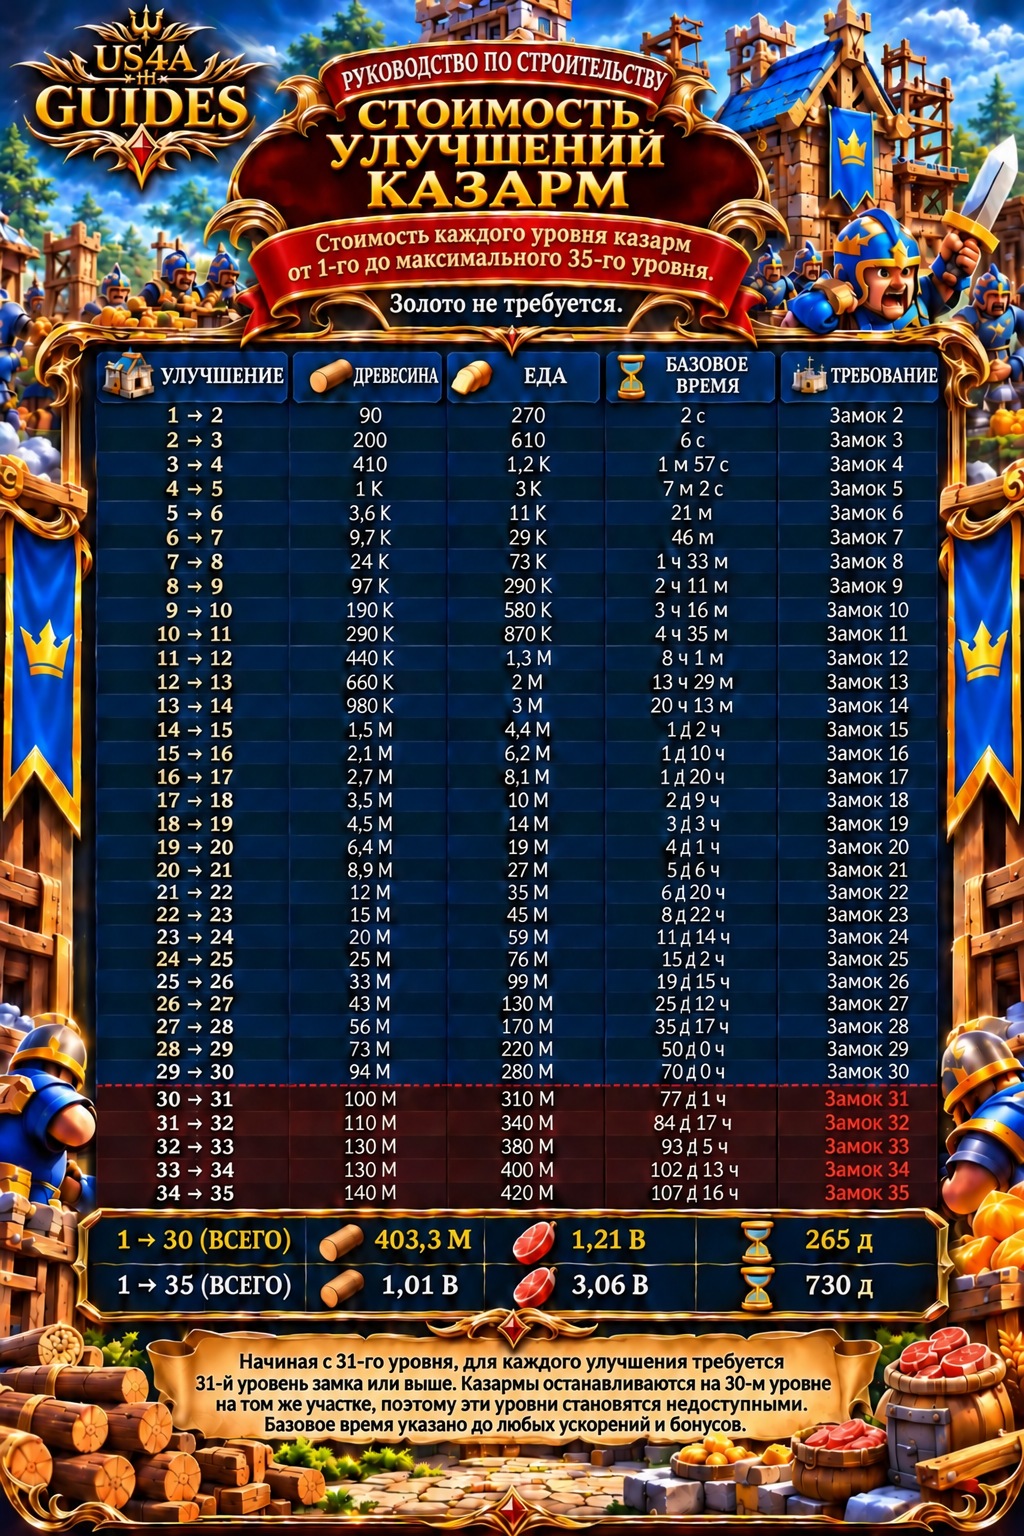 US4A
GUIDES
РУКОВОДСТВО ПО СТРОИТЕЛЬСТВУ
СТОИМОСТЬ
УЛУЧШЕНИЙ
КАЗАРМ
Стоимость каждого уровня казарм
от 1-го до максимального 35-го уровня.
Золото не требуется.
УЛУЧШЕНИЕ ДРЕВЕСИНА ЕДА БАЗОВОЕ ВРЕМЯ ТРЕБОВАНИЕ
1 → 2 90 270 2 с Замок 2
2 → 3 200 610 6 с Замок 3
3 → 4 410 1,2 K 1 м 57 с Замок 4
4 → 5 1 K 3 K 7 м 2 с Замок 5
5 → 6 3,6 K 11 K 21 м Замок 6
6 → 7 9,7 K 29 K 46 м Замок 7
7 → 8 24 K 73 K 1 ч 33 м Замок 8
8 → 9 97 K 290 K 2 ч 11 м Замок 9
9 → 10 190 K 580 K 3 ч 16 м Замок 10
10 → 11 290 K 870 K 4 ч 35 м Замок 11
11 → 12 440 K 1,3 M 8 ч 1 м Замок 12
12 → 13 660 K 2 M 13 ч 29 м Замок 13
13 → 14 980 K 3 M 20 ч 13 м Замок 14
14 → 15 1,5 M 4,4 M 1 д 2 ч Замок 15
15 → 16 2,1 M 6,2 M 1 д 10 ч Замок 16
16 → 17 2,7 M 8,1 M 1 д 20 ч Замок 17
17 → 18 3,5 M 10 M 2 д 9 ч Замок 18
18 → 19 4,5 M 14 M 3 д 3 ч Замок 19
19 → 20 6,4 M 19 M 4 д 1 ч Замок 20
20 → 21 8,9 M 27 M 5 д 6 ч Замок 21
21 → 22 12 M 35 M 6 д 20 ч Замок 22
22 → 23 15 M 45 M 8 д 22 ч Замок 23
23 → 24 20 M 59 M 11 д 14 ч Замок 24
24 → 25 25 M 76 M 15 д 2 ч Замок 25
25 → 26 33 M 99 M 19 д 15 ч Замок 26
26 → 27 43 M 130 M 25 д 12 ч Замок 27
27 → 28 56 M 170 M 35 д 17 ч Замок 28
28 → 29 73 M 220 M 50 д 0 ч Замок 29
29 → 30 94 M 280 M 70 д 0 ч Замок 30
30 → 31 100 M 310 M 77 д 1 ч Замок 31
31 → 32 110 M 340 M 84 д 17 ч Замок 32
32 → 33 130 M 380 M 93 д 5 ч Замок 33
33 → 34 130 M 400 M 102 д 13 ч Замок 34
34 → 35 140 M 420 M 107 д 16 ч Замок 35
1 → 30 (ВСЕГО) 403,3 M 1,21 B 265 д
1 → 35 (ВСЕГО) 1,01 B 3,06 B 730 д
Начиная с 31-го уровня, для каждого улучшения требуется
31-й уровень замка или выше. Казармы останавливаются на 30-м уровне
на том же участке, поэтому эти уровни становятся недоступными.
Базовое время указано до любых ускорений и бонусов.